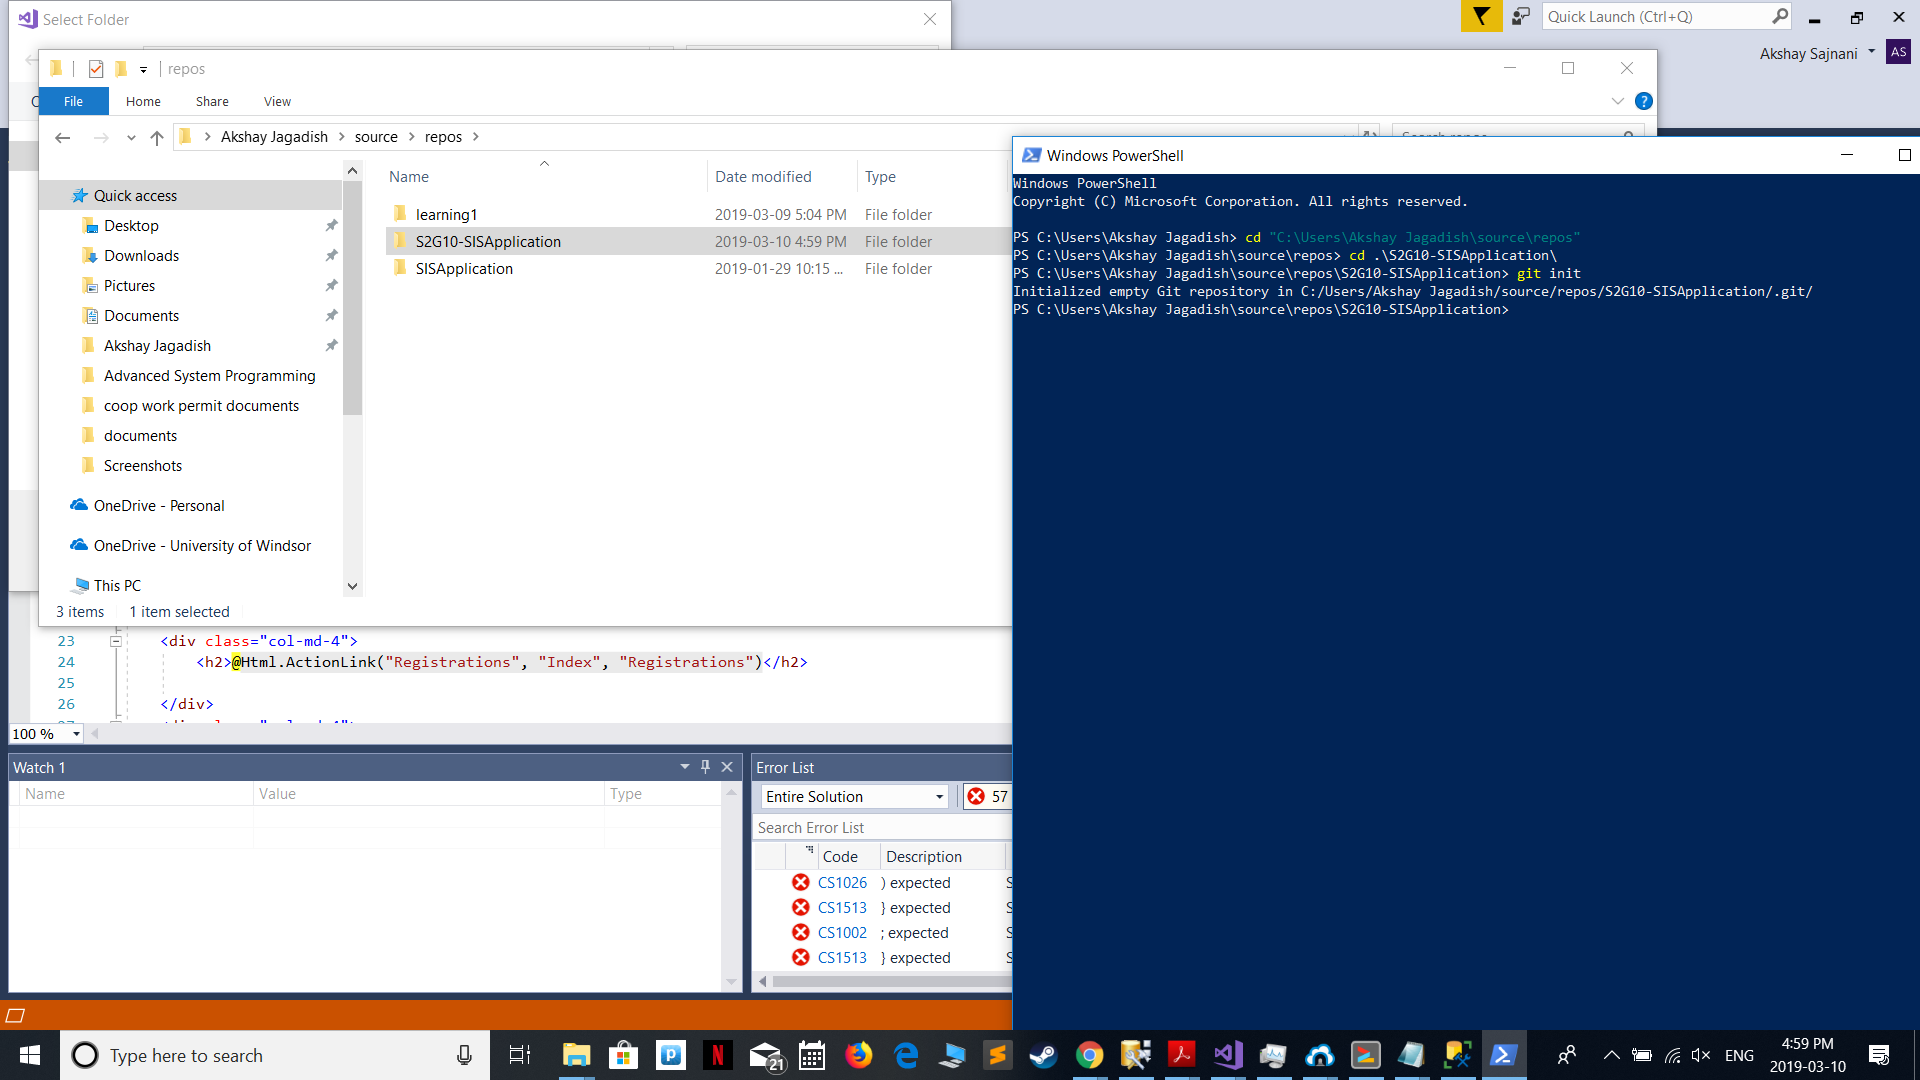 Select Folder
Quick Launch (Ctrl+Q)
Akshay Sajnani
AS
repos
File Home Share View
Akshay Jagadish > source > repos >
Name Date modified Type
Quick access
Desktop
Downloads
Pictures
Documents
Akshay Jagadish
Advanced System Programming
coop work permit documents
documents
Screenshots
OneDrive - Personal
OneDrive - University of Windsor
This PC
learning1 2019-03-09 5:04 PM File folder
S2G10-SISApplication 2019-03-10 4:59 PM File folder
SISApplication 2019-01-29 10:15 ... File folder
3 items 1 item selected
Windows PowerShell
Windows PowerShell
Copyright (C) Microsoft Corporation. All rights reserved.
PS C:\Users\Akshay Jagadish> cd "C:\Users\Akshay Jagadish\source\repos"
PS C:\Users\Akshay Jagadish\source\repos> cd .\S2G10-SISApplication\
PS C:\Users\Akshay Jagadish\source\repos\S2G10-SISApplication> git init
Initialized empty Git repository in C:/Users/Akshay Jagadish/source/repos/S2G10-SISApplication/.git/
PS C:\Users\Akshay Jagadish\source\repos\S2G10-SISApplication>
23 <div class="col-md-4">
24 <h2>@Html.ActionLink("Registrations", "Index", "Registrations")</h2>
25
26 </div>
100 %
Watch 1
Name Value Type
Error List
Entire Solution 57
Search Error List
Code Description
CS1026 ) expected
CS1513 } expected
CS1002 ; expected
CS1513 } expected
Type here to search
21
ENG
4:59 PM
2019-03-10